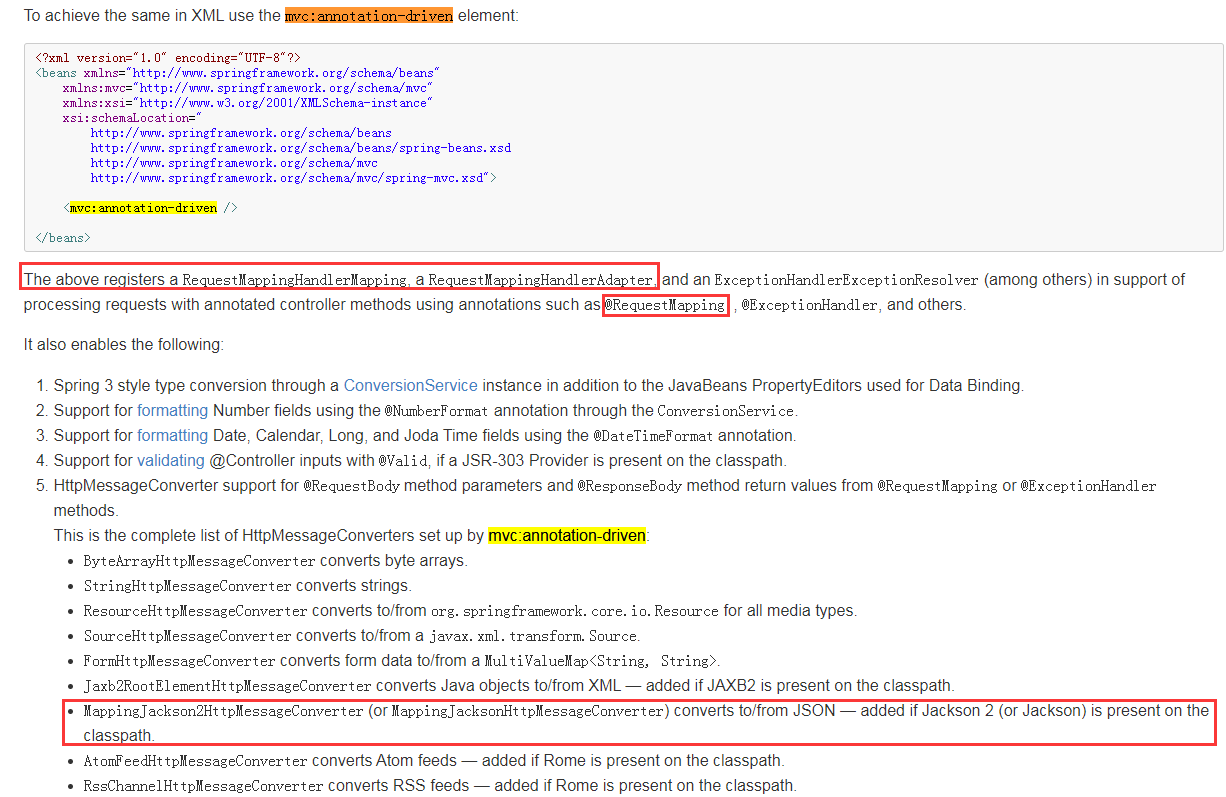 To achieve the same in XML use the mvc:annotation-driven element:
<?xml version="1.0" encoding="UTF-8"?>
<beans xmlns="http://www.springframework.org/schema/beans"
xmlns:mvc="http://www.springframework.org/schema/mvc"
xmlns:xsi="http://www.w3.org/2001/XMLSchema-instance"
xsi:schemaLocation="
http://www.springframework.org/schema/beans
http://www.springframework.org/schema/beans/spring-beans.xsd
http://www.springframework.org/schema/mvc
http://www.springframework.org/schema/mvc/spring-mvc.xsd">
<mvc:annotation-driven />
</beans>
The above registers a RequestMappingHandlerMapping, a RequestMappingHandlerAdapter, and an ExceptionHandlerExceptionResolver (among others) in support of
processing requests with annotated controller methods using annotations such as @RequestMapping , @ExceptionHandler, and others.
It also enables the following:
1. Spring 3 style type conversion through a ConversionService instance in addition to the JavaBeans PropertyEditors used for Data Binding.
2. Support for formatting Number fields using the @NumberFormat annotation through the ConversionService.
3. Support for formatting Date, Calendar, Long, and Joda Time fields using the @DateTimeFormat annotation.
4. Support for validating @Controller inputs with @Valid, if a JSR-303 Provider is present on the classpath.
5. HttpMessageConverter support for @RequestBody method parameters and @ResponseBody method return values from @RequestMapping or @ExceptionHandler
methods.
This is the complete list of HttpMessageConverters set up by mvc:annotation-driven:
• ByteArrayHttpMessageConverter converts byte arrays.
• StringHttpMessageConverter converts strings.
• ResourceHttpMessageConverter converts to/from org.springframework.core.io.Resource for all media types.
• SourceHttpMessageConverter converts to/from a javax.xml.transform.Source.
• FormHttpMessageConverter converts form data to/from a MultiValueMap<String, String>.
• Jaxb2RootElementHttpMessageConverter converts Java objects to/from XML — added if JAXB2 is present on the classpath.
• MappingJackson2HttpMessageConverter (or MappingJacksonHttpMessageConverter) converts to/from JSON — added if Jackson 2 (or Jackson) is present on the
classpath.
• AtomFeedHttpMessageConverter converts Atom feeds — added if Rome is present on the classpath.
• RssChannelHttpMessageConverter converts RSS feeds — added if Rome is present on the classpath.